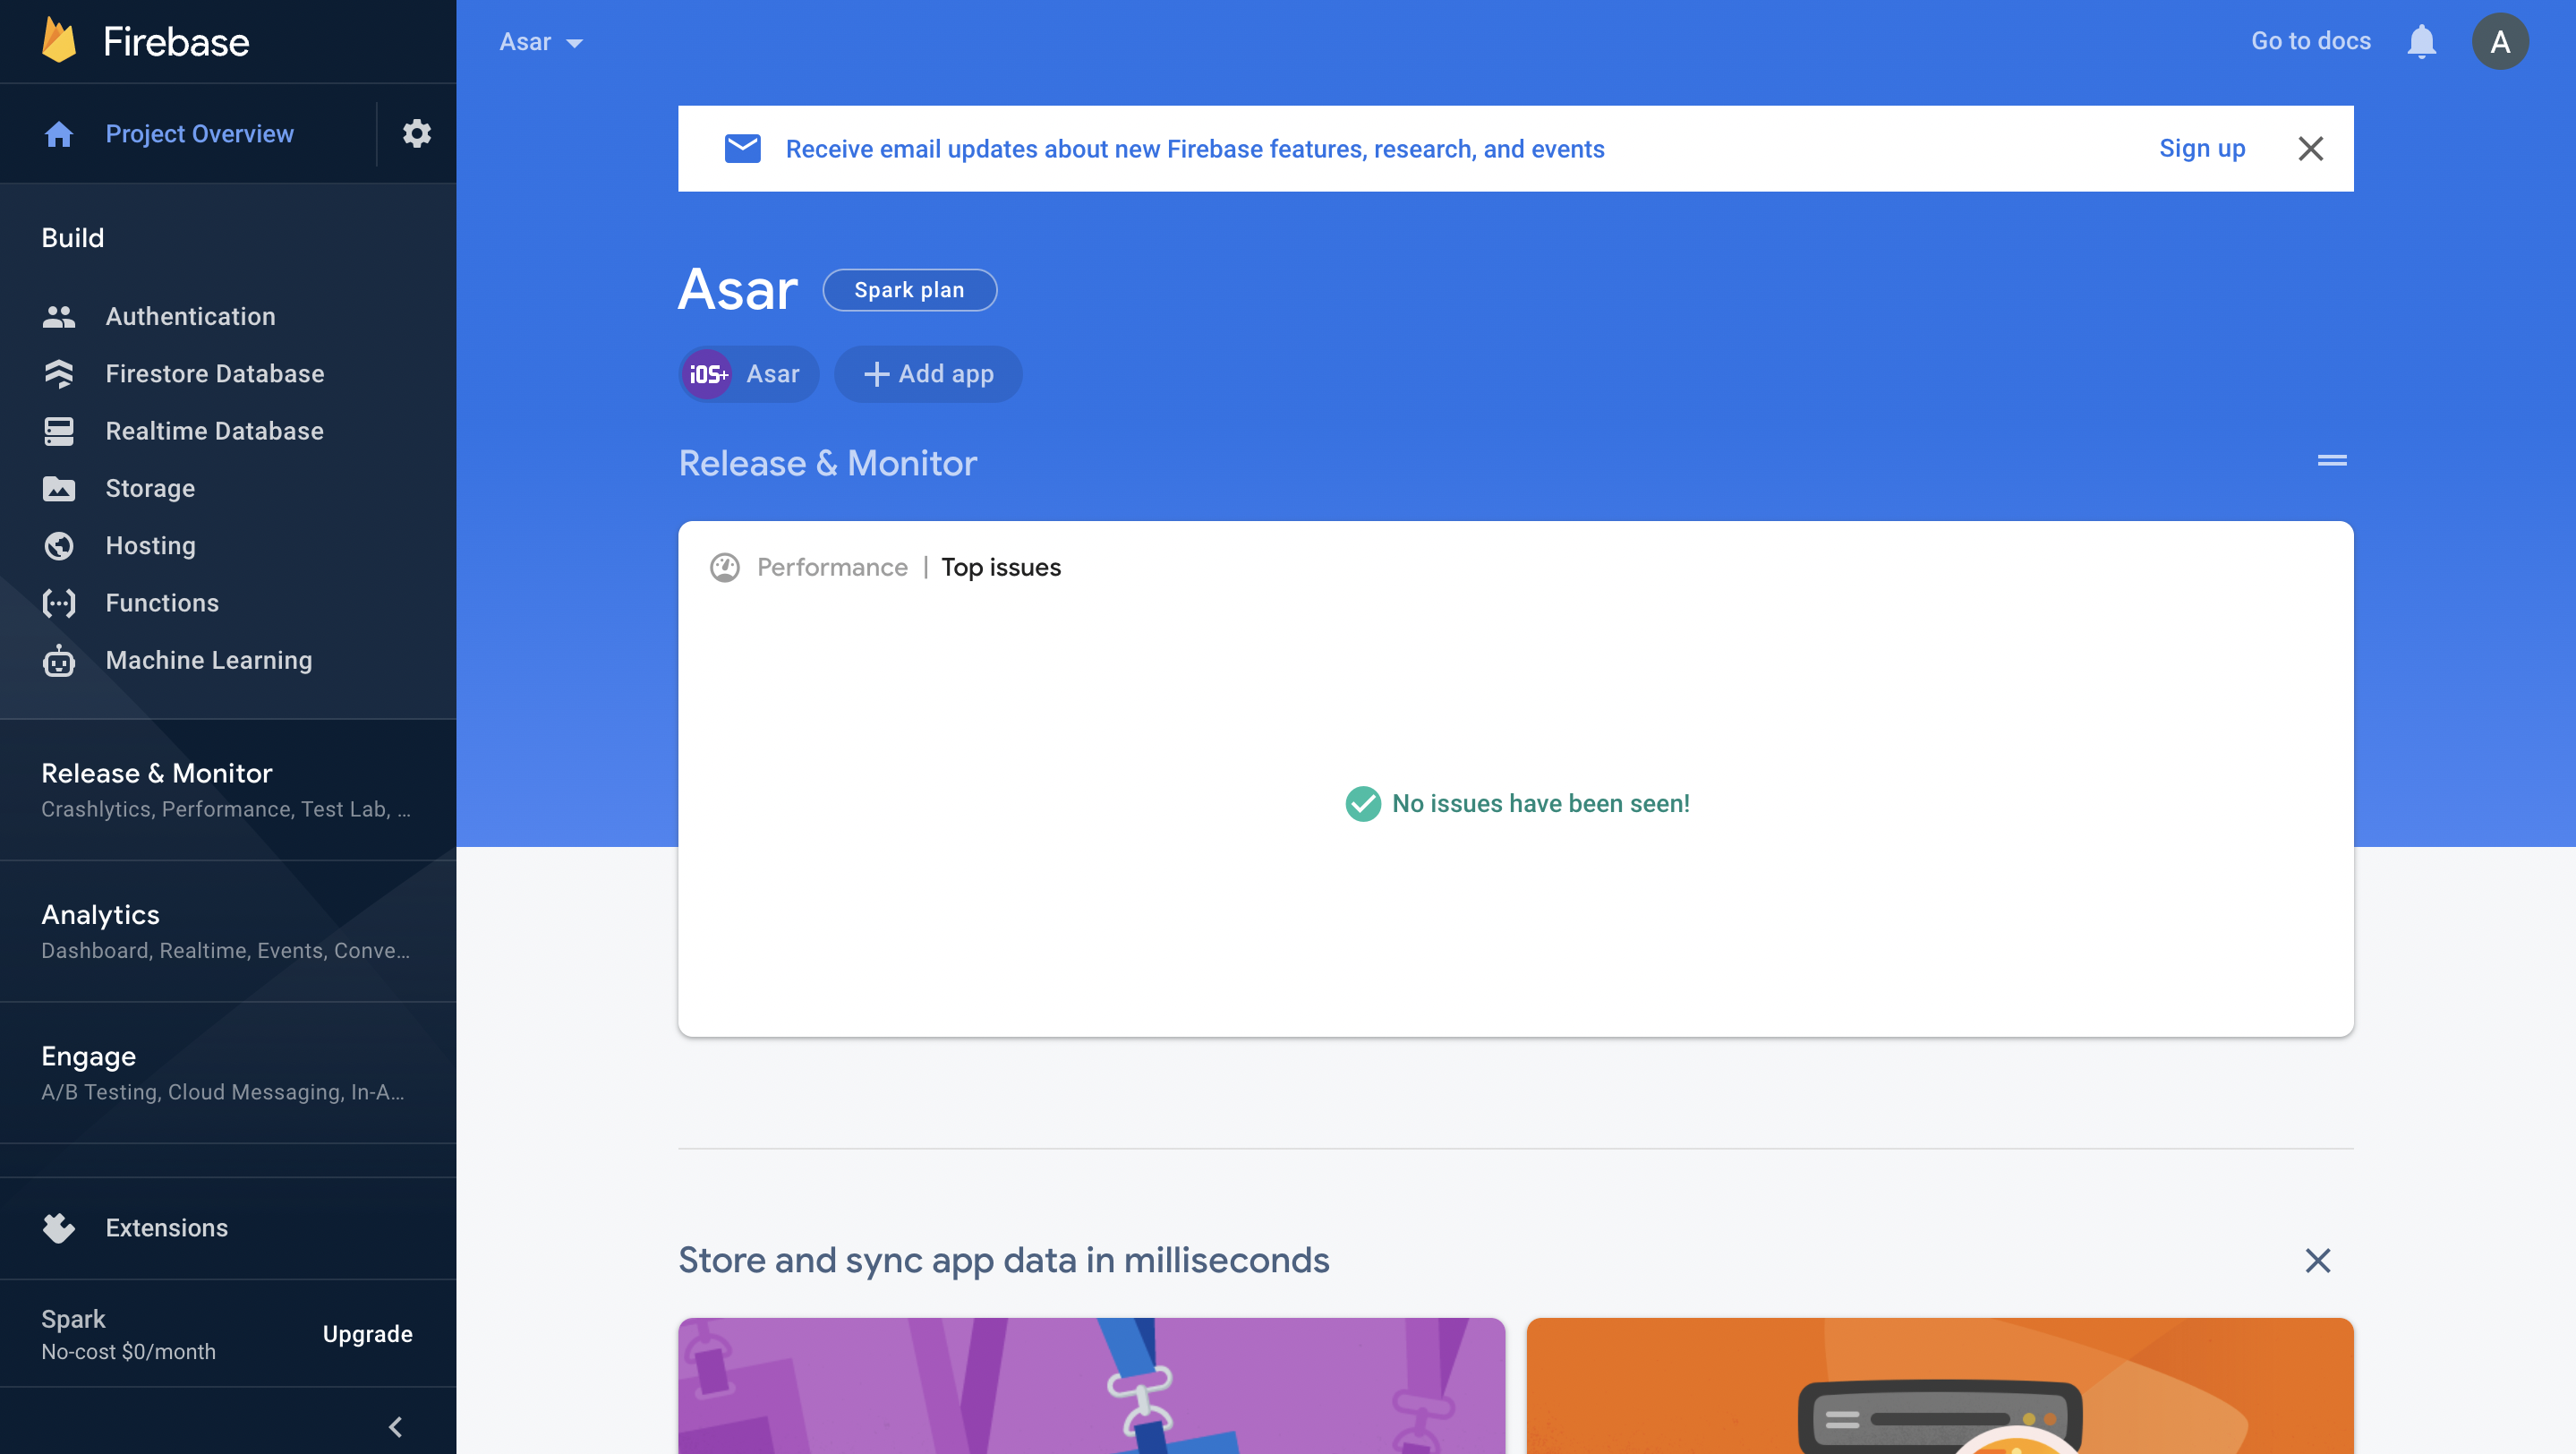 Firebase
Project Overview
Build
Authentication
Firestore Database
Realtime Database
Storage
Hosting
Functions
Machine Learning
Release & Monitor
Crashlytics, Performance, Test Lab, ...
Analytics
Dashboard, Realtime, Events, Conve...
Engage
A/B Testing, Cloud Messaging, In-A...
Extensions
Spark
No-cost $0/month
Upgrade
Asar
Go to docs
A
Receive email updates about new Firebase features, research, and events
Sign up
Asar
Spark plan
iOS+
Asar
Add app
Release & Monitor
Performance | Top issues
No issues have been seen!
Store and sync app data in milliseconds